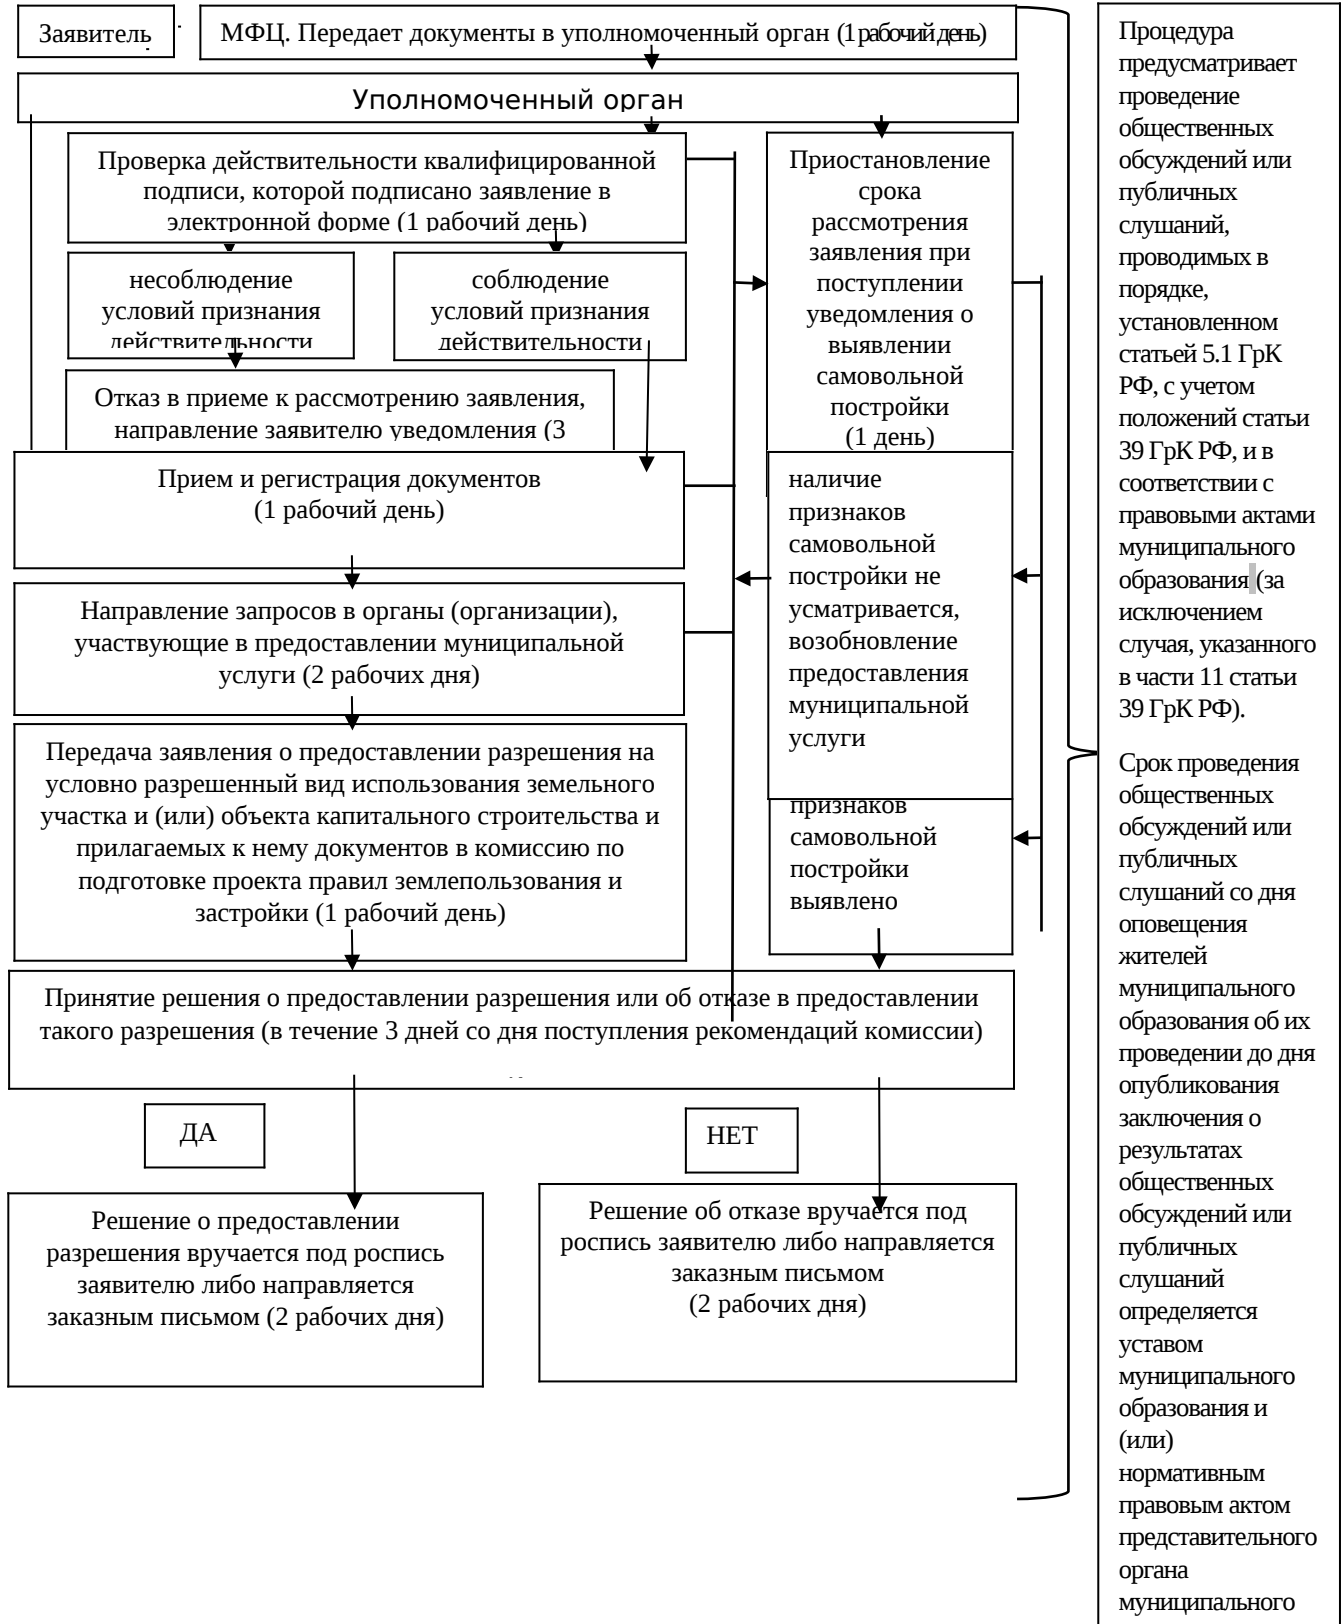 Заявитель
МФЦ. Передает документы в уполномоченный орган (1 рабочий день)
Уполномоченный орган
Проверка действительности квалифицированной
подписи, которой подписано заявление в
электронной форме (1 рабочий день)
несоблюдение
условий признания
действительности
соблюдение
условий признания
действительности
Отказ в приеме к рассмотрению заявления,
направление заявителю уведомления (3
Прием и регистрация документов
(1 рабочий день)
Направление запросов в органы (организации),
участвующие в предоставлении муниципальной
услуги (2 рабочих дня)
Передача заявления о предоставлении разрешения на
условно разрешенный вид использования земельного
участка и (или) объекта капитального строительства и
прилагаемых к нему документов в комиссию по
подготовке проекта правил землепользования и
застройки (1 рабочий день)
Приостановление
срока
рассмотрения
заявления при
поступлении
уведомления о
выявлении
самовольной
постройки
(1 день)
наличие
признаков
самовольной
постройки не
усматривается,
возобновление
предоставления
муниципальной
услуги
признаков
самовольной
постройки
выявлено
Принятие решения о предоставлении разрешения или об отказе в предоставлении
такого разрешения (в течение 3 дней со дня поступления рекомендаций комиссии)
ДА
НЕТ
Решение о предоставлении
разрешения вручается под роспись
заявителю либо направляется
заказным письмом (2 рабочих дня)
Решение об отказе вручается под
роспись заявителю либо направляется
заказным письмом
(2 рабочих дня)
Процедура
предусматривает
проведение
общественных
обсуждений или
публичных
слушаний,
проводимых в
порядке,
установленном
статьей 5.1 ГрК
РФ, с учетом
положений статьи
39 ГрК РФ, и в
соответствии с
правовыми актами
муниципального
образования (за
исключением
случая, указанного
в части 11 статьи
39 ГрК РФ).
Срок проведения
общественных
обсуждений или
публичных
слушаний со дня
оповещения
жителей
муниципального
образования об их
проведении до дня
опубликования
заключения о
результатах
общественных
обсуждений или
публичных
слушаний
определяется
уставом
муниципального
образования и
(или)
нормативным
правовым актом
представительного
органа
муниципального